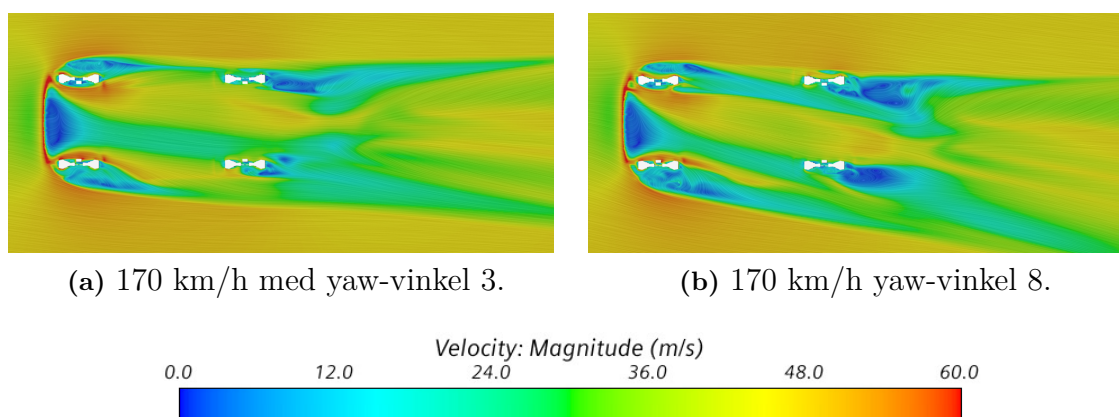 (a) 170 km/h med yaw-vinkel 3.
(b) 170 km/h yaw-vinkel 8.
Velocity: Magnitude (m/s)
0.0 12.0 24.0 36.0 48.0 60.0